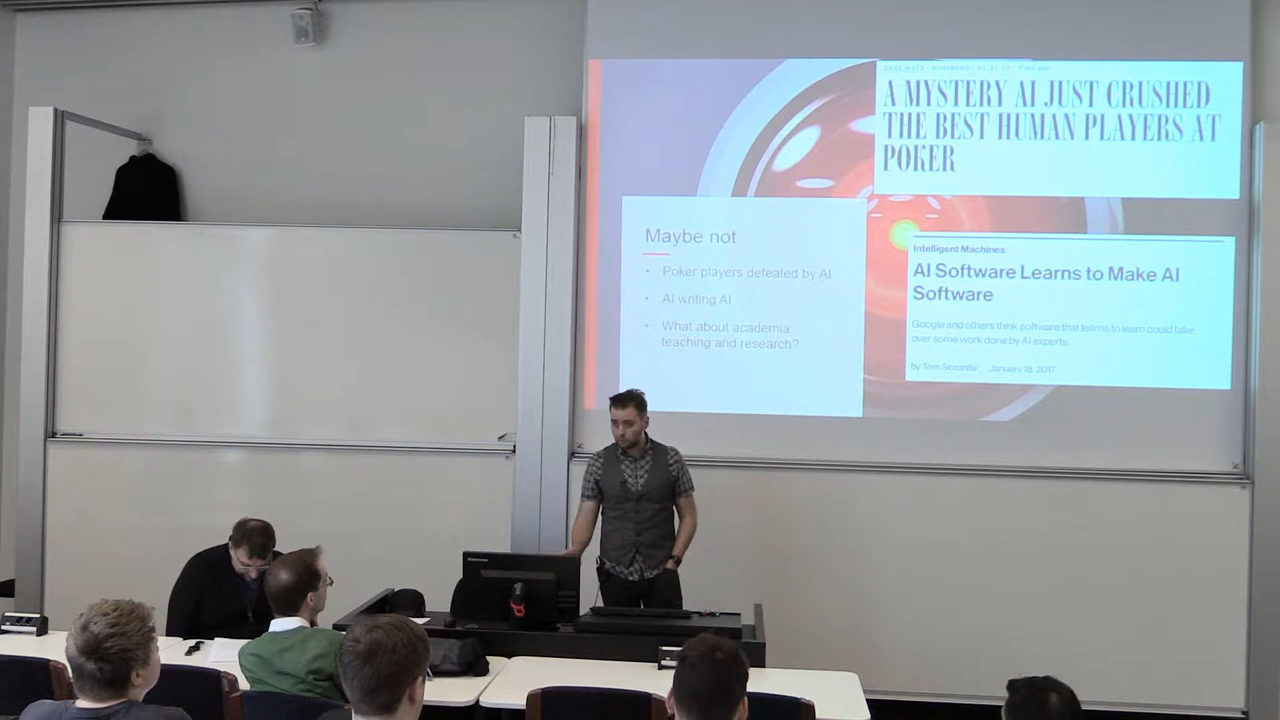 A MYSTERY AI JUST CRUSHED
THE BEST HUMAN PLAYERS AT
POKER
Maybe not
• Poker players defeated by AI
• AI writing AI
• What about academia:
teaching and research?
Intelligent Machines
AI Software Learns to Make AI
Software
Google and others think software that learns to learn could take
over some work done by AI experts.
by Tom Simonite January 18, 2017